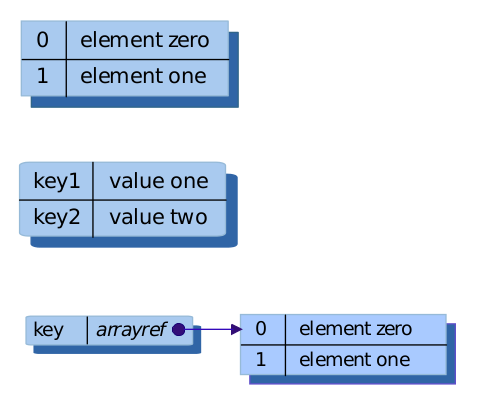 0 element zero
1 element one
key1 value one
key2 value two
key arrayref 0 element zero
1 element one